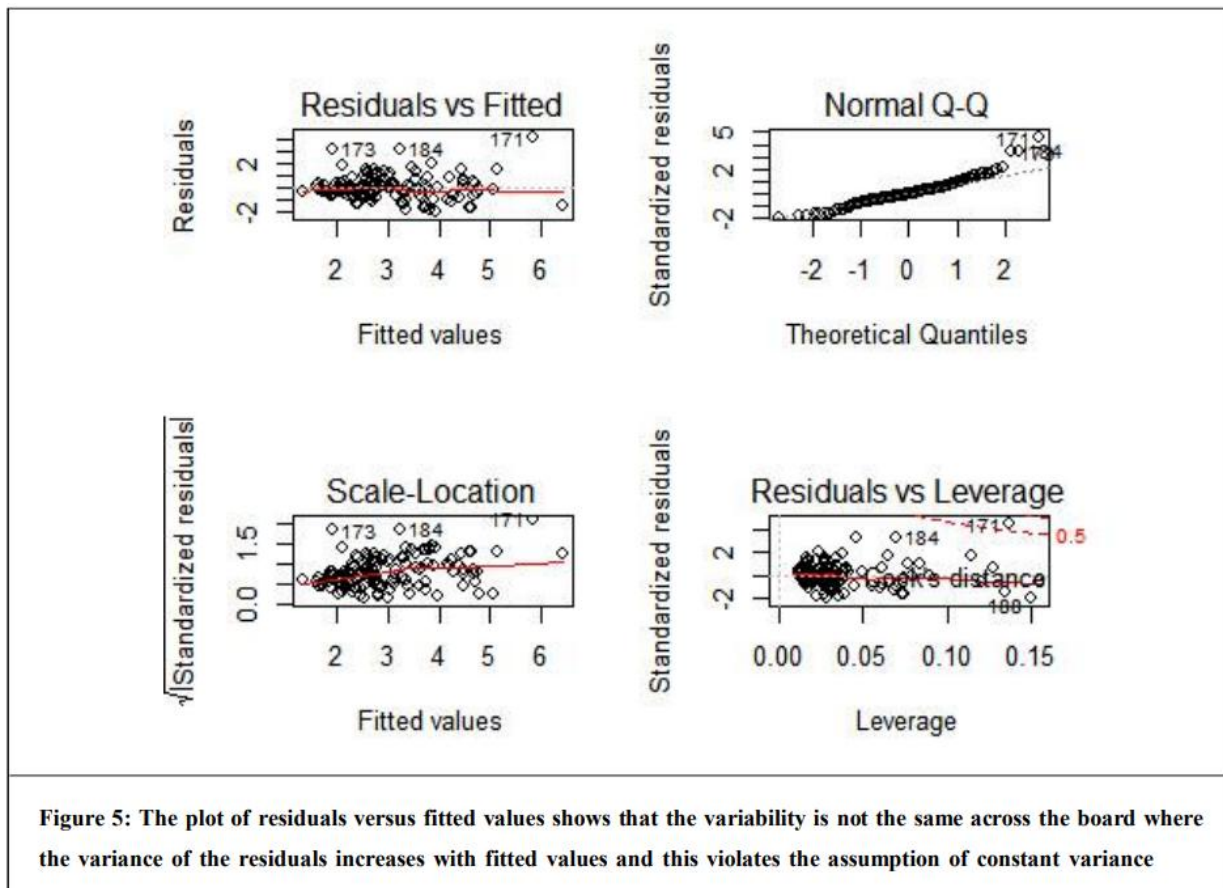 Residuals vs Fitted
Residuals
2
-2
173
184
171
2 3 4 5 6
Fitted values
Normal Q-Q
Standardized residuals
5
2
-2
171
184
-2 -1 0 1 2
Theoretical Quantiles
Scale-Location
√|Standardized residuals|
1.5
0.0
173
184
171
2 3 4 5 6
Fitted values
Residuals vs Leverage
Standardized residuals
2
-2
184
171
0.5
Cook's distance
0.00 0.05 0.10 0.15
Leverage
Figure 5: The plot of residuals versus fitted values shows that the variability is not the same across the board where
the variance of the residuals increases with fitted values and this violates the assumption of constant variance